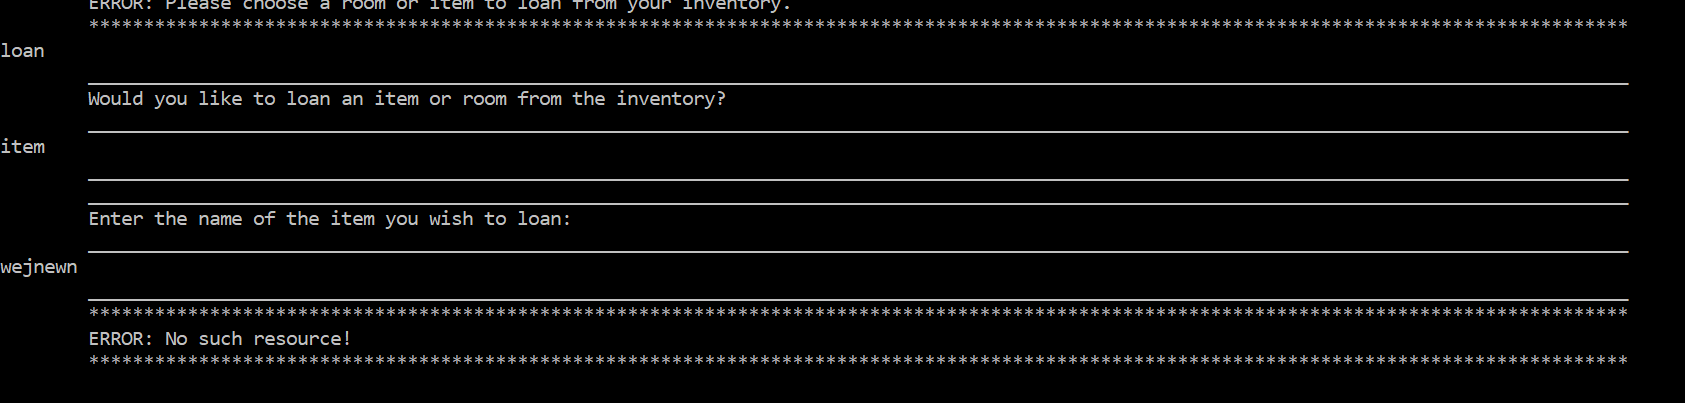 ERROR: Please choose a room or item to loan from your inventory.
********************************************************************************************************************************************
loan
Would you like to loan an item or room from the inventory?
item
Enter the name of the item you wish to loan:
wejnewn
********************************************************************************************************************************************
ERROR: No such resource!
********************************************************************************************************************************************